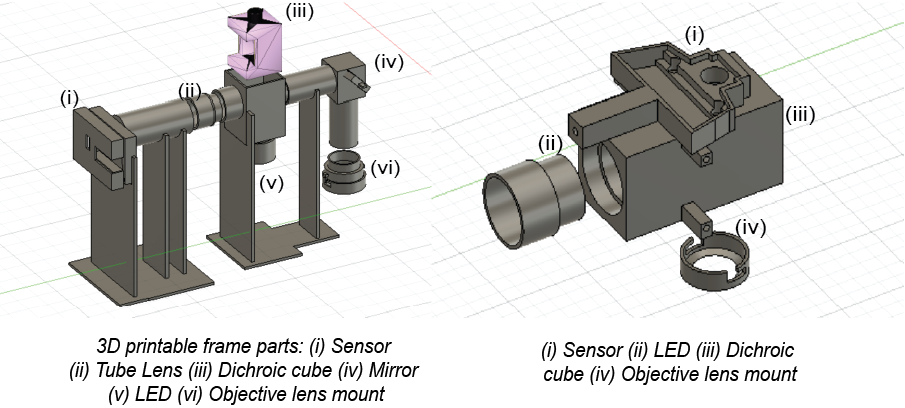 (iii)
(i)
(ii)
(iv)
(v)
(vi)
3D printable frame parts: (i) Sensor
(ii) Tube Lens (iii) Dichroic cube (iv) Mirror
(v) LED (vi) Objective lens mount
(i)
(iii)
(ii)
(iv)
(i) Sensor (ii) LED (iii) Dichroic
cube (iv) Objective lens mount